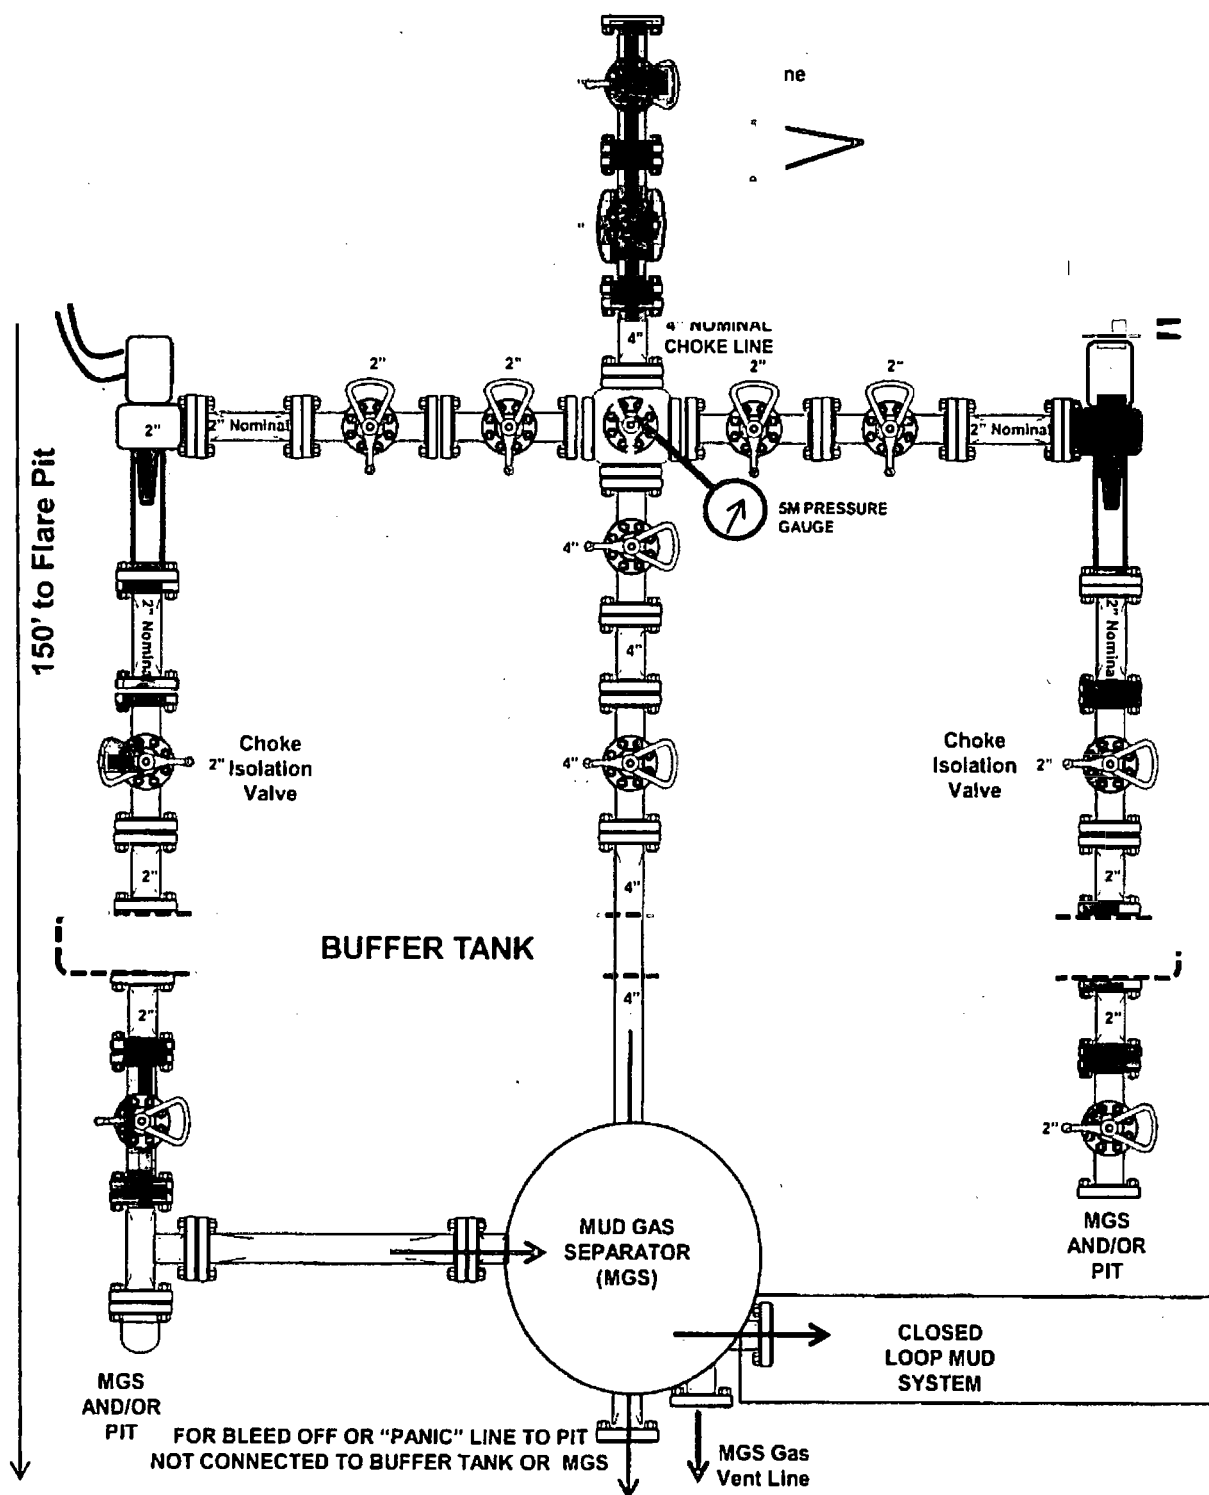 ne
4" NOMINAL
CHOKE LINE
4"
2"
2"
2"
2"
2"
2" Nominal
2" Nominal
5M PRESSURE
GAUGE
4"
150' to Flare Pit
2" Nominal
4"
2" Nominal
Choke
Isolation
Valve
2"
4"
Choke
Isolation
Valve
2"
2"
4"
2"
BUFFER TANK
2"
4"
2"
2"
MUD GAS
SEPARATOR
(MGS)
MGS
AND/OR
PIT
CLOSED
LOOP MUD
SYSTEM
MGS
AND/OR
PIT
FOR BLEED OFF OR "PANIC" LINE TO PIT
NOT CONNECTED TO BUFFER TANK OR MGS
MGS Gas
Vent Line